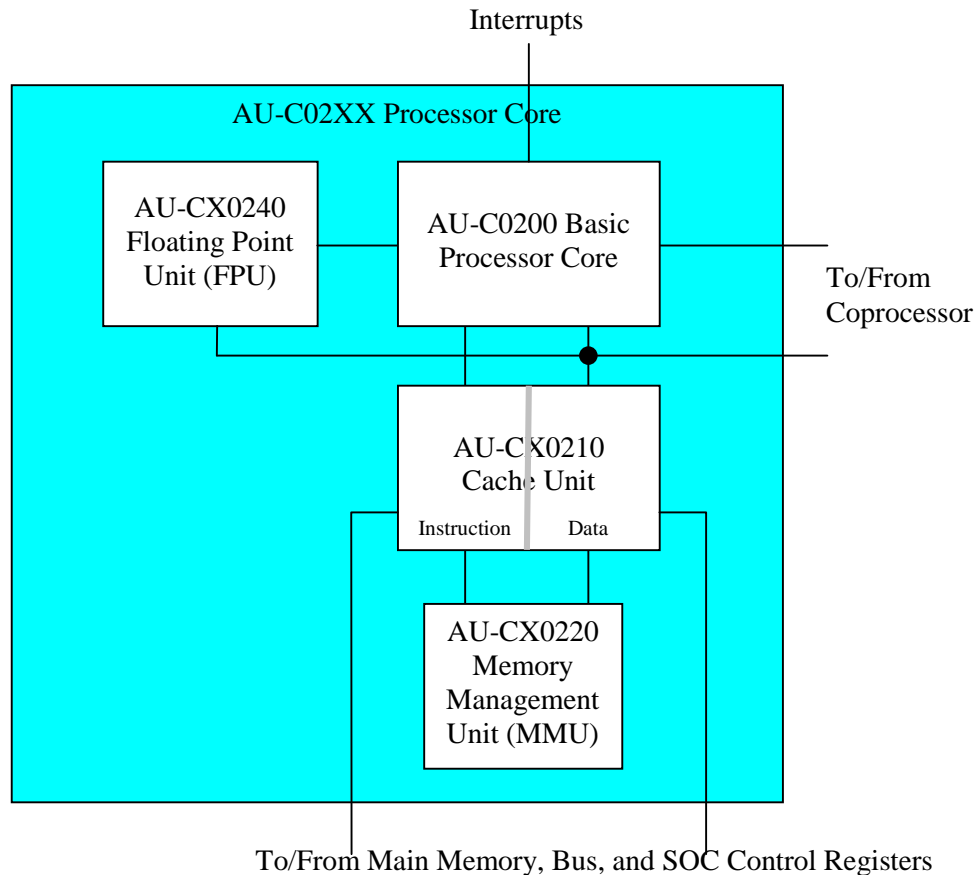 Interrupts
AU-C02XX Processor Core
AU-CX0240
Floating Point
Unit (FPU)
AU-C0200 Basic
Processor Core
To/From
Coprocessor
AU-CX0210
Cache Unit
Instruction
Data
AU-CX0220
Memory
Management
Unit (MMU)
To/From Main Memory, Bus, and SOC Control Registers